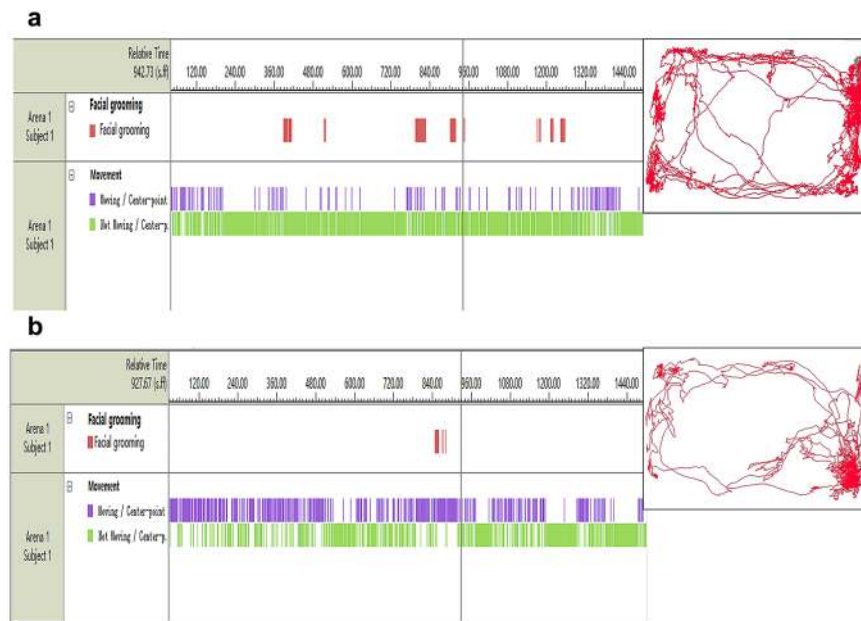 a
Relative Time
942.73 (s.ff)
120.00 240.00 360.00 480.00 600.00 720.00 840.00 960.00 1080.00 1200.00 1320.00 1440.00
Arena 1
Subject 1
Facial grooming
Facial grooming
Arena 1
Subject 1
Movement
Moving / Center-point
Not Moving / Center-p.
b
Relative Time
927.67 (s.ff)
120.00 240.00 360.00 480.00 600.00 720.00 840.00 960.00 1080.00 1200.00 1320.00 1440.00
Arena 1
Subject 1
Facial grooming
Facial grooming
Arena 1
Subject 1
Movement
Moving / Center-point
Not Moving / Center-p.